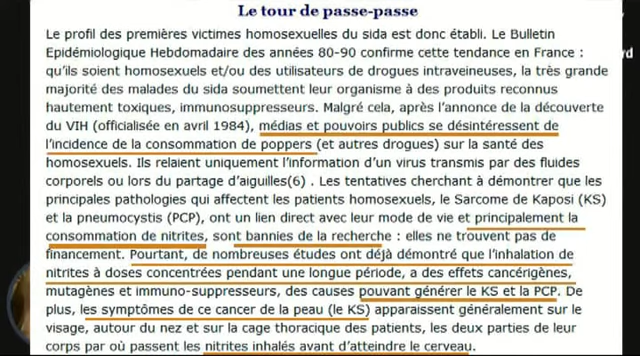 Le tour de passe-passe
Le profil des premières victimes homosexuelles du sida est donc établi. Le Bulletin
Epidémiologique Hebdomadaire des années 80-90 confirme cette tendance en France :
qu'ils soient homosexuels et/ou des utilisateurs de drogues intraveineuses, la très grande
majorité des malades du sida soumettent leur organisme à des produits reconnus
hautement toxiques, immunosuppresseurs. Malgré cela, après l'annonce de la découverte
du VIH (officialisée en avril 1984), médias et pouvoirs publics se désintéressent de
l'incidence de la consommation de poppers (et autres drogues) sur la santé des
homosexuels. Ils relaient uniquement l'information d'un virus transmis par des fluides
corporels ou lors du partage d'aiguilles(6) . Les tentatives cherchant à démontrer que les
principales pathologies qui affectent les patients homosexuels, le Sarcome de Kaposi (KS)
et la pneumocystis (PCP), ont un lien direct avec leur mode de vie et principalement la
consommation de nitrites, sont bannies de la recherche : elles ne trouvent pas de
financement. Pourtant, de nombreuses études ont déjà démontré que l'inhalation de
nitrites à doses concentrées pendant une longue période, a des effets cancérigènes,
mutagènes et immuno-suppresseurs, des causes pouvant générer le KS et la PCP. De
plus, les symptômes de ce cancer de la peau (le KS) apparaissent généralement sur le
visage, autour du nez et sur la cage thoracique des patients, les deux parties de leur
corps par où passent les nitrites inhalés avant d'atteindre le cerveau.